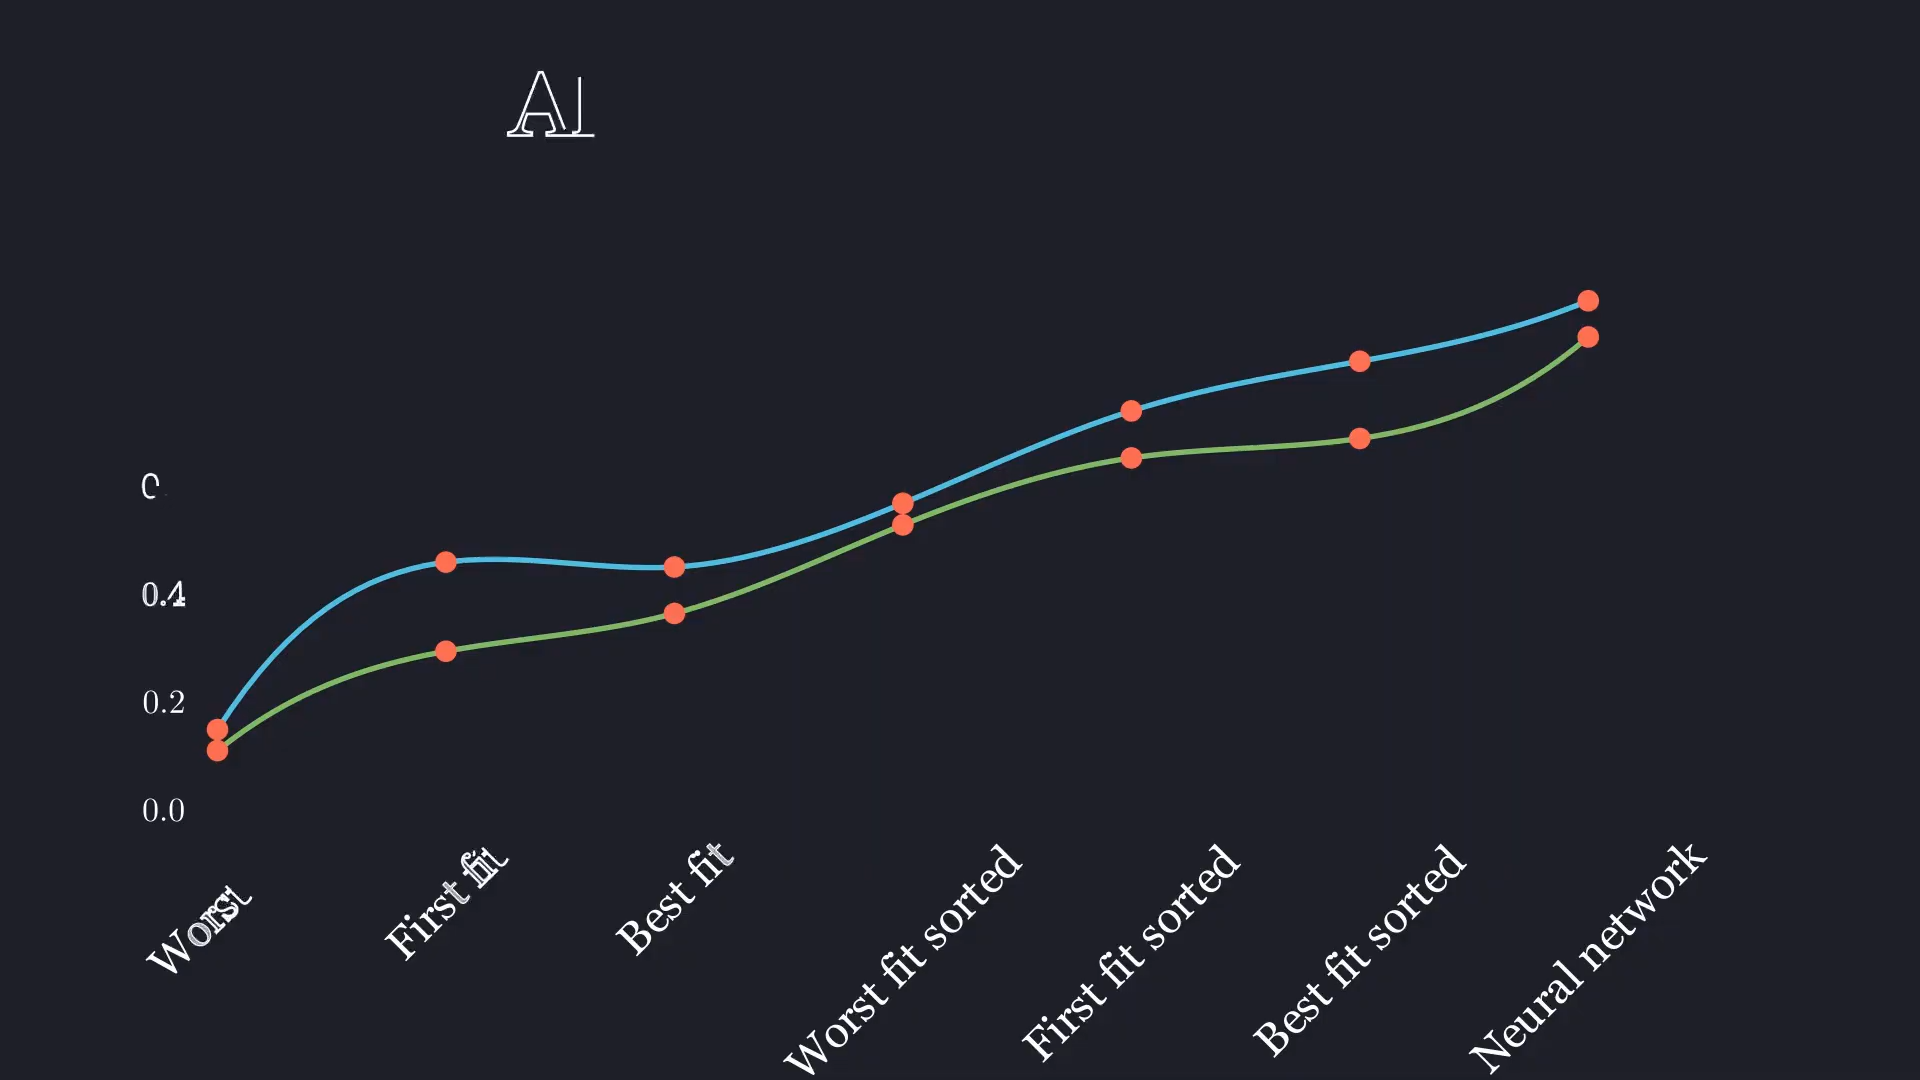 0.4
0.2
0.0
Worst
First fit
Best fit
Worst fit sorted
First fit sorted
Best fit sorted
Neural network